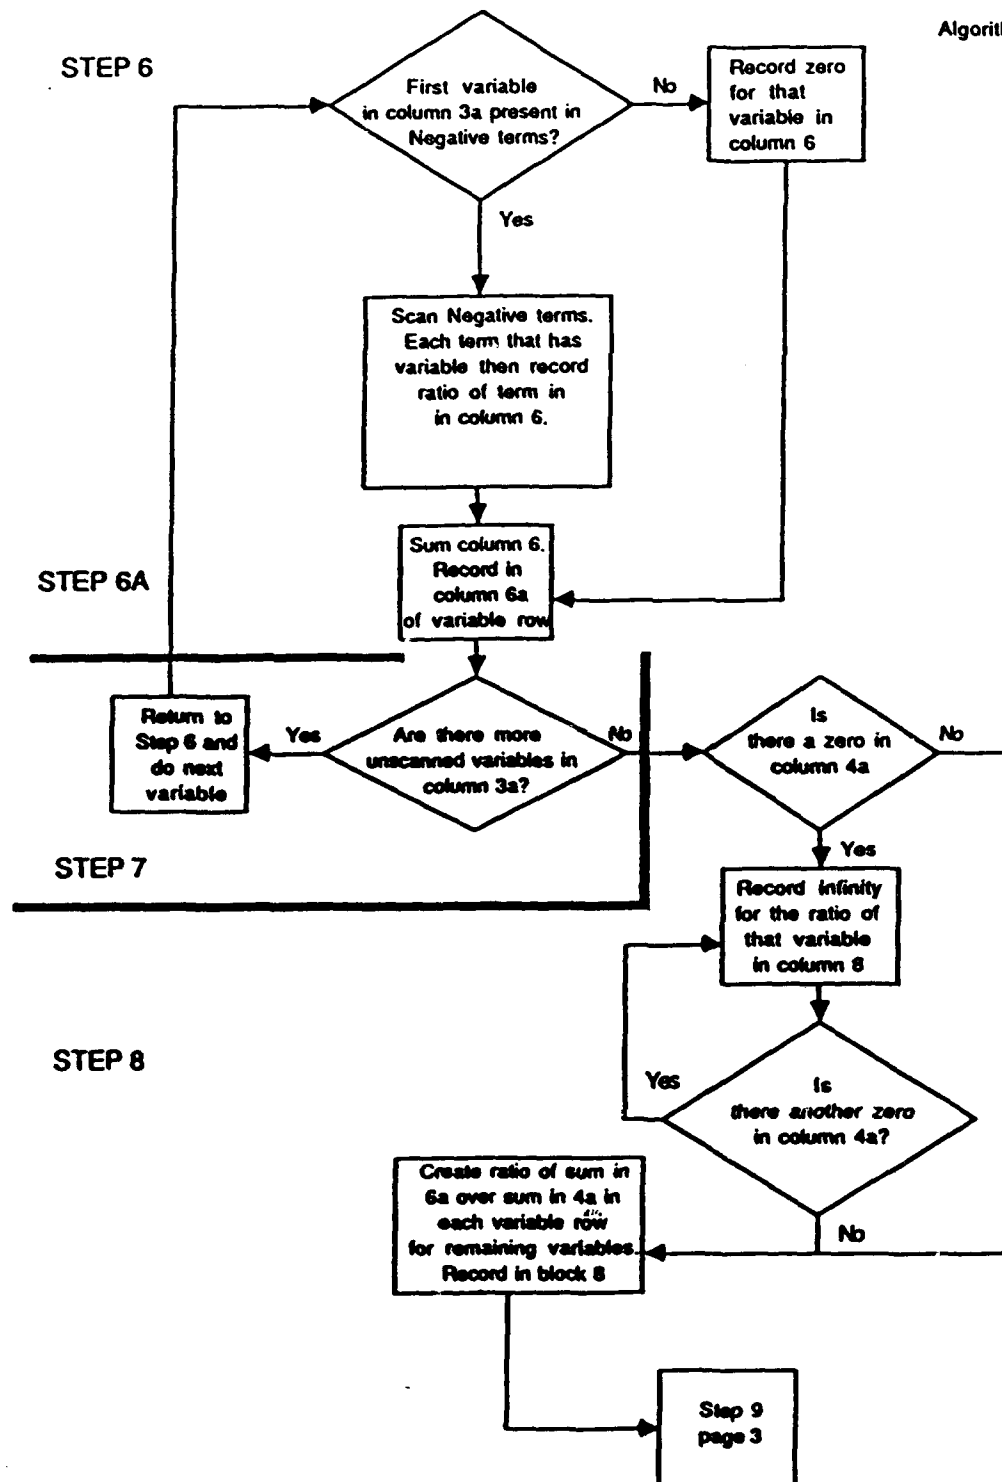 Algorith
STEP 6
First variable
in column 3a present in
Negative terms?
No
Record zero
for that
variable in
column 6
Yes
Scan Negative terms.
Each term that has
variable then record
ratio of term in
in column 6.
STEP 6A
Sum column 6.
Record in
column 6a
of variable row
Return to
Step 6 and
do next
variable
Yes
Are there more
unscanned variables in
column 3a?
No
Is
there a zero in
column 4a
No
STEP 7
Yes
Record infinity
for the ratio of
that variable
in column 8
STEP 8
Yes
Is
there another zero
in column 4a?
Create ratio of sum in
6a over sum in 4a in
each variable row
for remaining variables
Record in block 8
No
Step 9
page 3